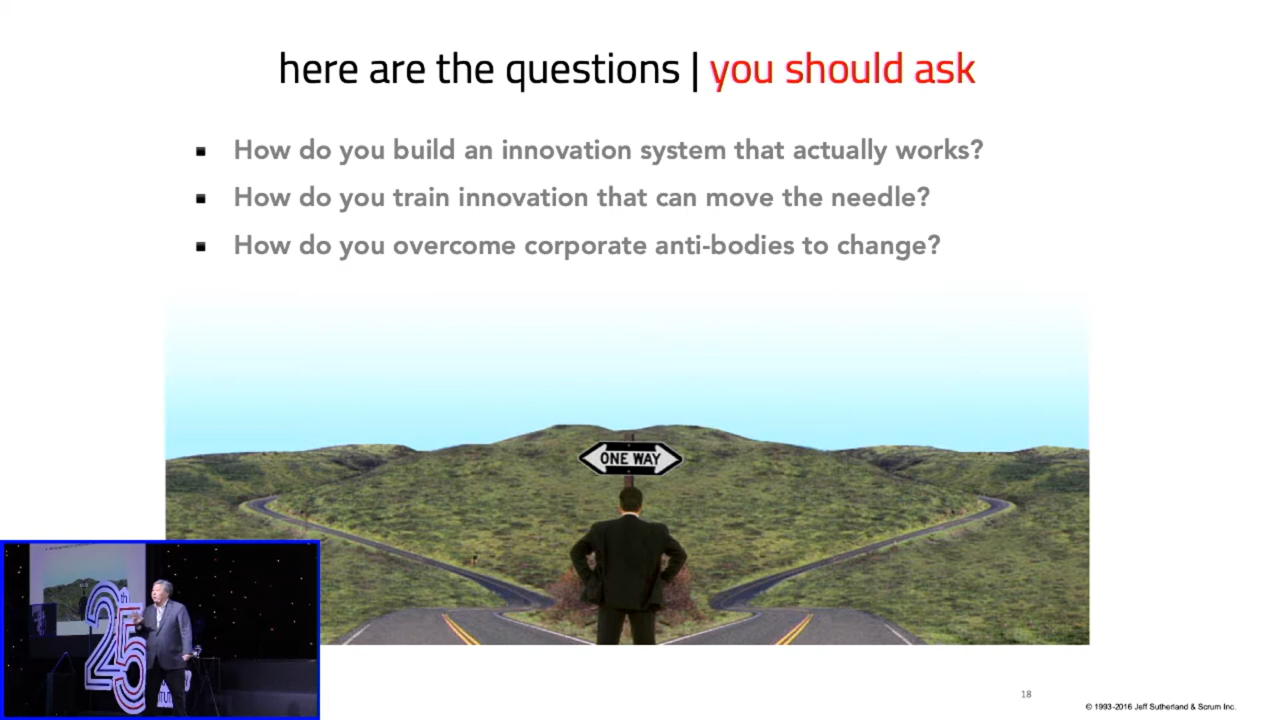 here are the questions | you should ask
▪ How do you build an innovation system that actually works?
▪ How do you train innovation that can move the needle?
▪ How do you overcome corporate anti-bodies to change?
ONE WAY
25th
18
© 1993-2016 Jeff Sutherland & Scrum Inc.